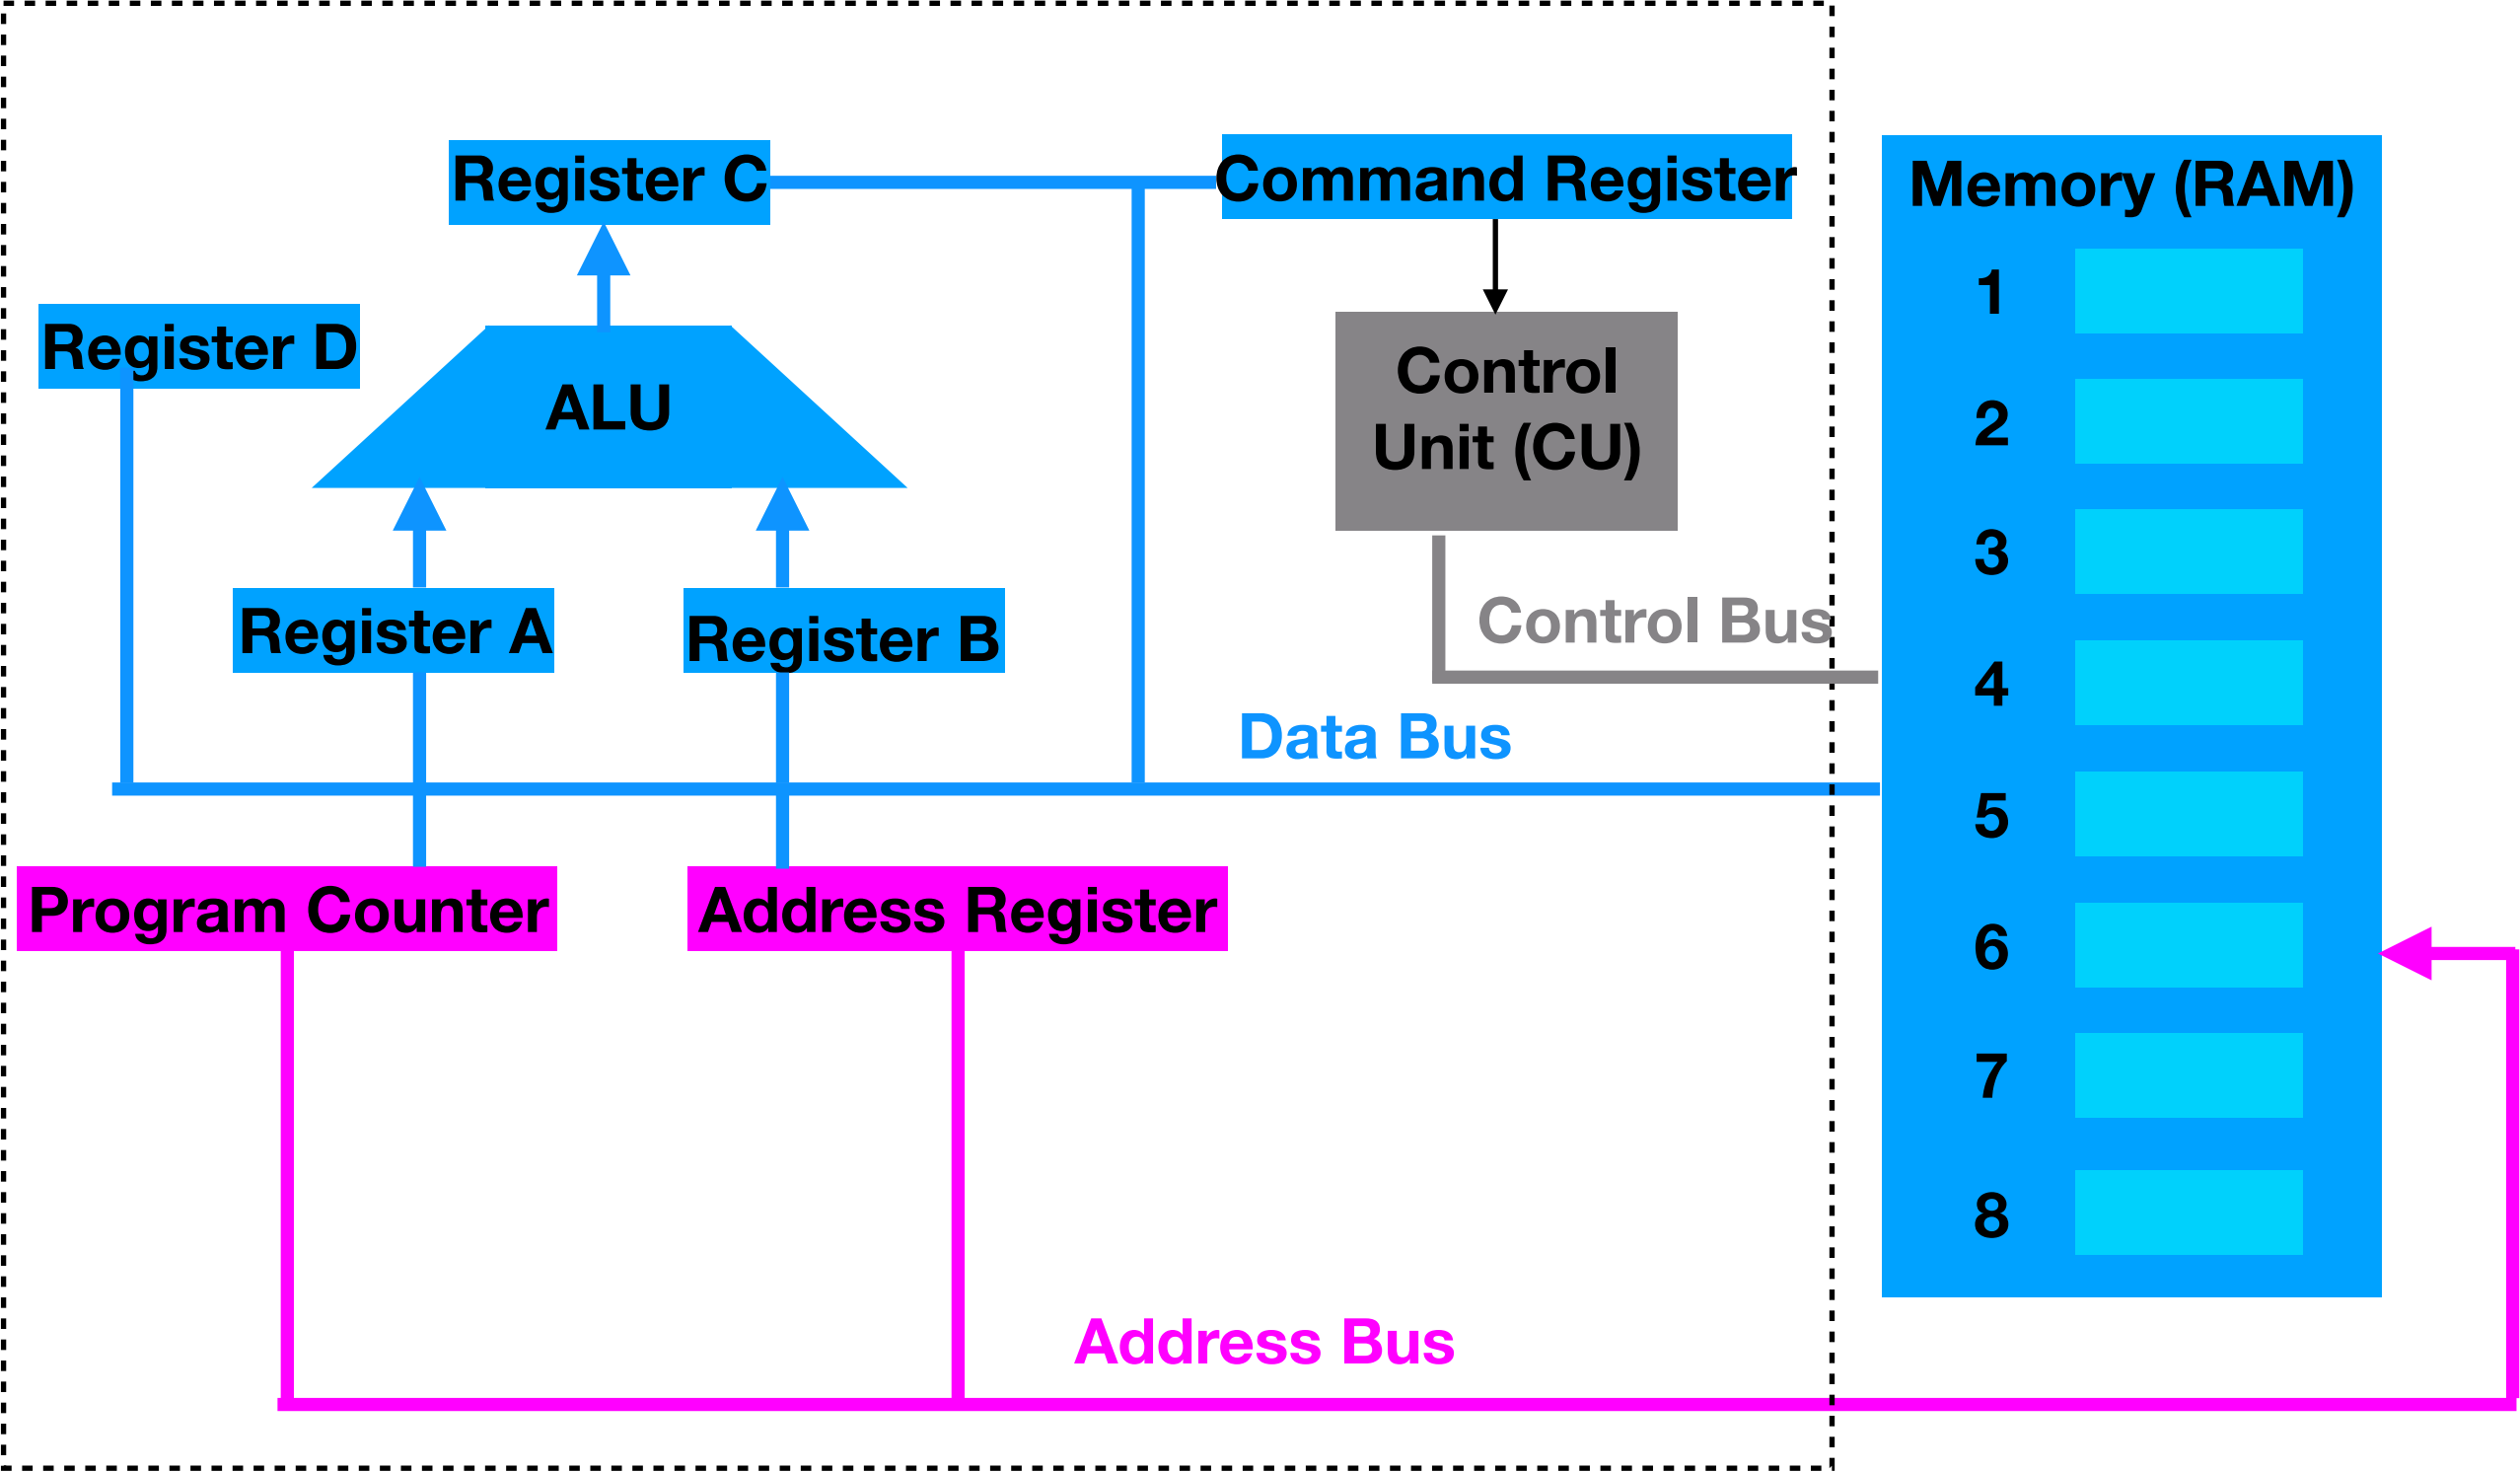 Register C
Command Register
Memory (RAM)
1
Register D
Control
Unit (CU)
ALU
2
3
Register A
Register B
Control Bus
4
Data Bus
5
Program Counter
Address Register
6
7
8
Address Bus